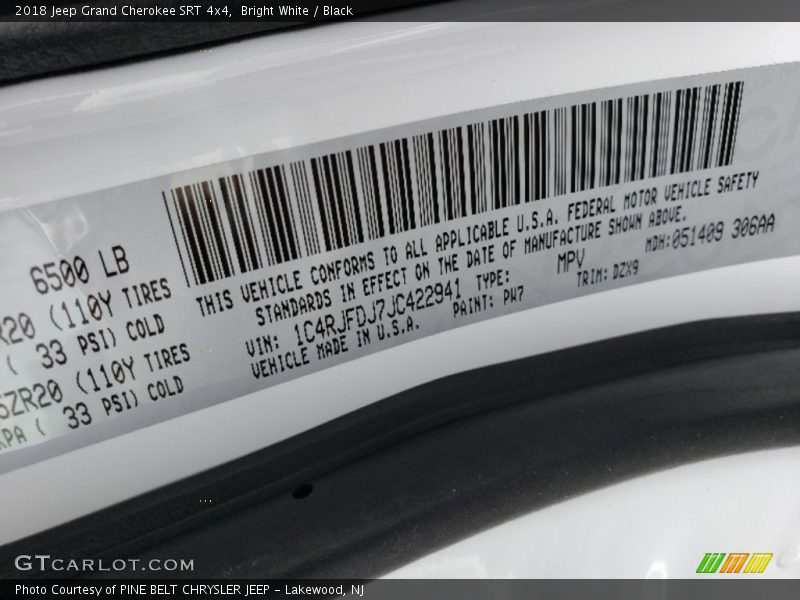 2018 Jeep Grand Cherokee SRT 4x4, Bright White / Black
6500 LB
R20 (110Y TIRES
( 33 PSI) COLD
5ZR20 (110Y TIRES
KPA ( 33 PSI) COLD
THIS VEHICLE CONFORMS TO ALL APPLICABLE U.S.A. FEDERAL MOTOR VEHICLE SAFETY
STANDARDS IN EFFECT ON THE DATE OF MANUFACTURE SHOWN ABOVE.
VIN: 1C4RJFDJ7JC422941 TYPE: MPV MDH:051409 306AA
VEHICLE MADE IN U.S.A. PAINT: PW7 TRIM: DZX9
GTCARLOT.COM
Photo Courtesy of PINE BELT CHRYSLER JEEP - Lakewood, NJ